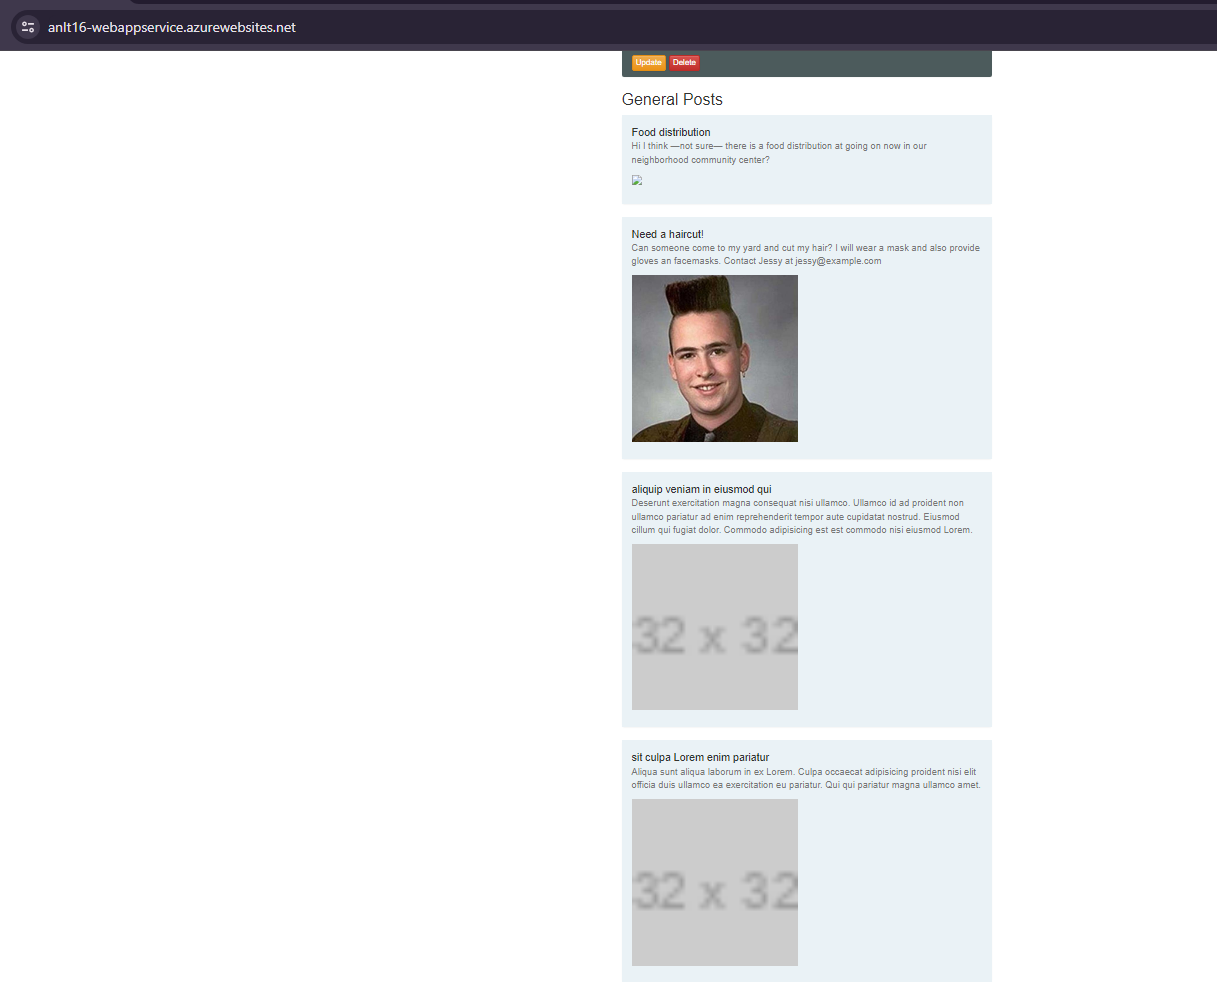 anlt16-webappservice.azurewebsites.net
Update Delete
General Posts
Food distribution
Hi I think —not sure— there is a food distribution at going on now in our
neighborhood community center?
Need a haircut!
Can someone come to my yard and cut my hair? I will wear a mask and also provide
gloves an facemasks. Contact Jessy at jessy@example.com
aliquip veniam in eiusmod qui
Deserunt exercitation magna consequat nisi ullamco. Ullamco id ad proident non
ullamco pariatur ad enim reprehenderit tempor aute cupidatat nostrud. Eiusmod
cillum qui fugiat dolor. Commodo adipisicing est est commodo nisi eiusmod Lorem.
32 x 32
sit culpa Lorem enim pariatur
Aliqua sunt aliqua laborum in ex Lorem. Culpa occaecat adipisicing proident nisi elit
officia duis ullamco ea exercitation eu pariatur. Qui qui pariatur magna ullamco amet.
32 x 32